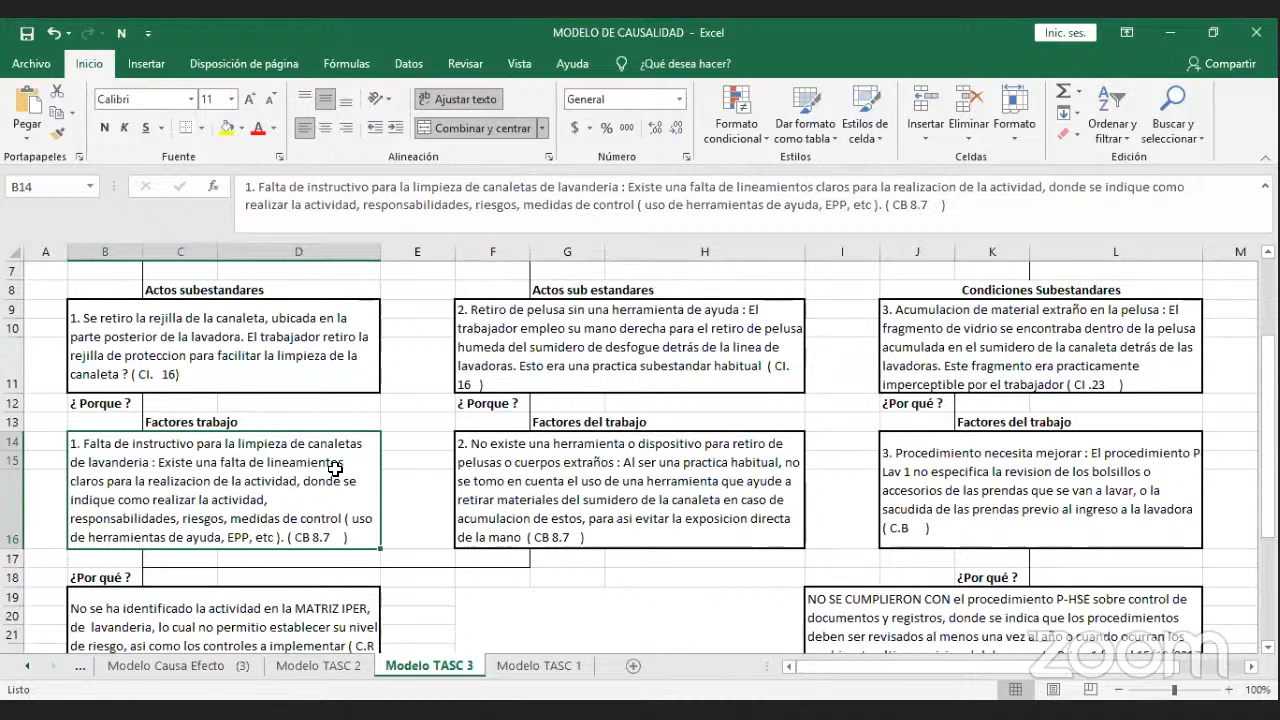 MODELO DE CAUSALIDAD - Excel
Inic. ses.
Archivo Inicio Insertar Disposición de página Fórmulas Datos Revisar Vista Ayuda ¿Qué desea hacer? Compartir
Pegar
Calibri 11
N K S
Ajustar texto
Combinar y centrar
General
$ % 000
Formato condicional
Dar formato como tabla
Estilos de celda
Insertar Eliminar Formato
Ordenar y filtrar
Buscar y seleccionar
Portapapeles Fuente Alineación Número Estilos Celdas Edición
B14
1. Falta de instructivo para la limpieza de canaletas de lavanderia : Existe una falta de lineamientos claros para la realizacion de la actividad, donde se indique como
realizar la actividad, responsabilidades, riesgos, medidas de control ( uso de herramientas de ayuda, EPP, etc ). ( CB 8.7 )
A B C D E F G H I J K L M
7
8
9
10
11
12
13
14
15
16
17
18
19
20
21
Actos subestandares
1. Se retiro la rejilla de la canaleta, ubicada en la
parte posterior de la lavadora. El trabajador retiro la
rejilla de proteccion para facilitar la limpieza de la
canaleta ? ( CI. 16)
¿ Porque ?
Factores trabajo
1. Falta de instructivo para la limpieza de canaletas
de lavanderia : Existe una falta de lineamientos
claros para la realizacion de la actividad, donde se
indique como realizar la actividad,
responsabilidades, riesgos, medidas de control ( uso
de herramientas de ayuda, EPP, etc ). ( CB 8.7 )
¿Por qué ?
No se ha identificado la actividad en la MATRIZ IPER,
de lavanderia, lo cual no permitio establecer su nivel
de riesgo, asi como los controles a implementar ( C.R
Actos sub estandares
2. Retiro de pelusa sin una herramienta de ayuda : El
trabajador empleo su mano derecha para el retiro de pelusa
humeda del sumidero de desfogue detrás de la linea de
lavadoras. Esto era una practica subestandar habitual ( CI.
16 )
¿ Porque ?
Factores del trabajo
2. No existe una herramienta o dispositivo para retiro de
pelusas o cuerpos extraños : Al ser una practica habitual, no
se tomo en cuenta el uso de una herramienta que ayude a
retirar materiales del sumidero de la canaleta en caso de
acumulacion de estos, para asi evitar la exposicion directa
de la mano ( CB 8.7 )
Condiciones Subestandares
3. Acumulacion de material extraño en la pelusa : El
fragmento de vidrio se encontraba dentro de la pelusa
acumulada en el sumidero de la canaleta detrás de las
lavadoras. Este fragmento era practicamente
imperceptible por el trabajador ( CI .23 )
¿Por qué ?
Factores del trabajo
3. Procedimiento necesita mejorar : El procedimiento P
Lav 1 no especifica la revision de los bolsillos o
accesorios de las prendas que se van a lavar, o la
sacudida de las prendas previo al ingreso a la lavadora
( C.B )
¿Por qué ?
NO SE CUMPLIERON CON el procedimiento P-HSE sobre control de
documentos y registros, donde se indica que los procedimientos
deben ser revisados al menos una vez al año o cuando ocurran los
zoom
... Modelo Causa Efecto (3) Modelo TASC 2 Modelo TASC 3 Modelo TASC 1
Listo
100%